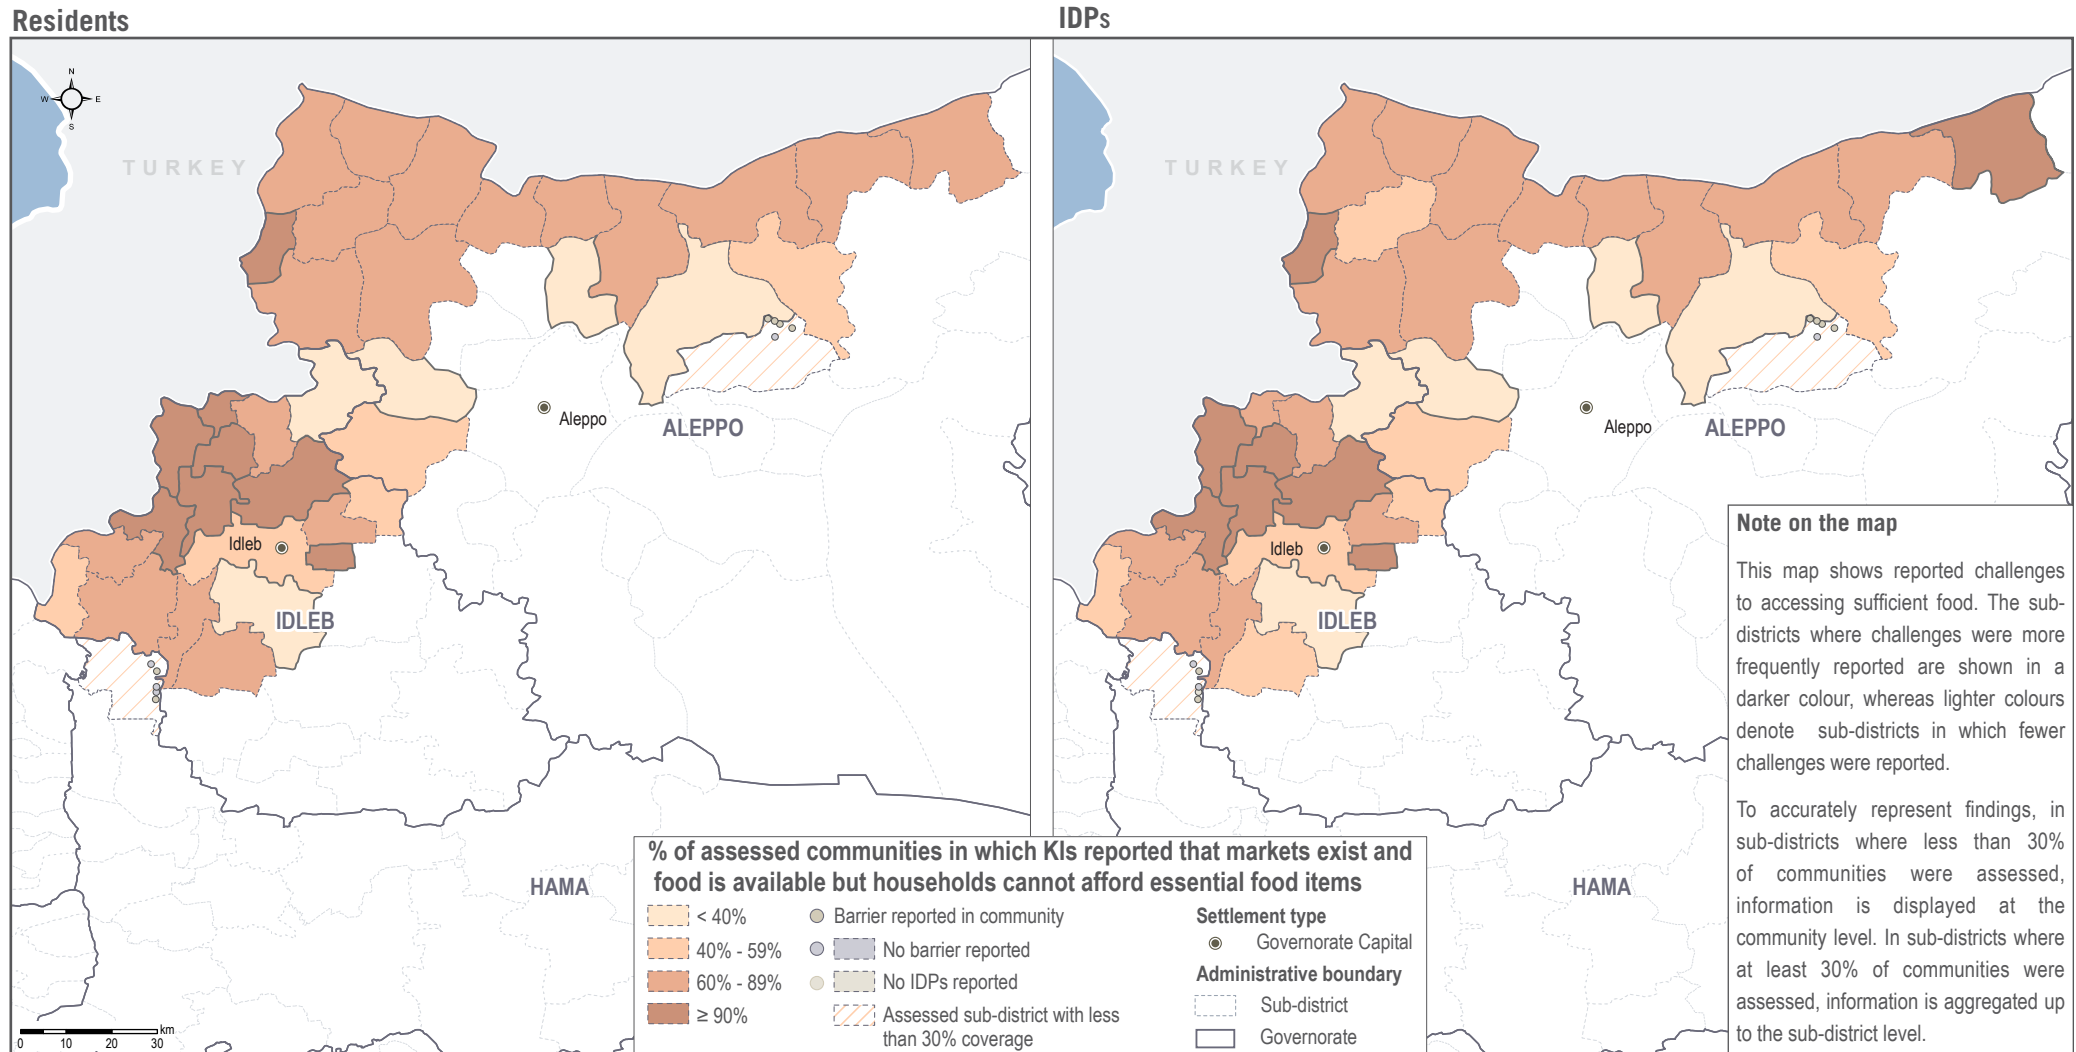 Residents
IDPs
N
W
E
S
TURKEY
Aleppo
ALEPPO
Idleb
IDLEB
HAMA
0 10 20 30 km
TURKEY
Aleppo
ALEPPO
Idleb
IDLEB
HAMA
% of assessed communities in which KIs reported that markets exist and
food is available but households cannot afford essential food items
< 40%
40% - 59%
60% - 89%
≥ 90%
Barrier reported in community
No barrier reported
No IDPs reported
Assessed sub-district with less
than 30% coverage
Settlement type
Governorate Capital
Administrative boundary
Sub-district
Governorate
Note on the map
This map shows reported challenges
to accessing sufficient food. The sub-
districts where challenges were more
frequently reported are shown in a
darker colour, whereas lighter colours
denote sub-districts in which fewer
challenges were reported.
To accurately represent findings, in
sub-districts where less than 30%
of communities were assessed,
information is displayed at the
community level. In sub-districts where
at least 30% of communities were
assessed, information is aggregated up
to the sub-district level.